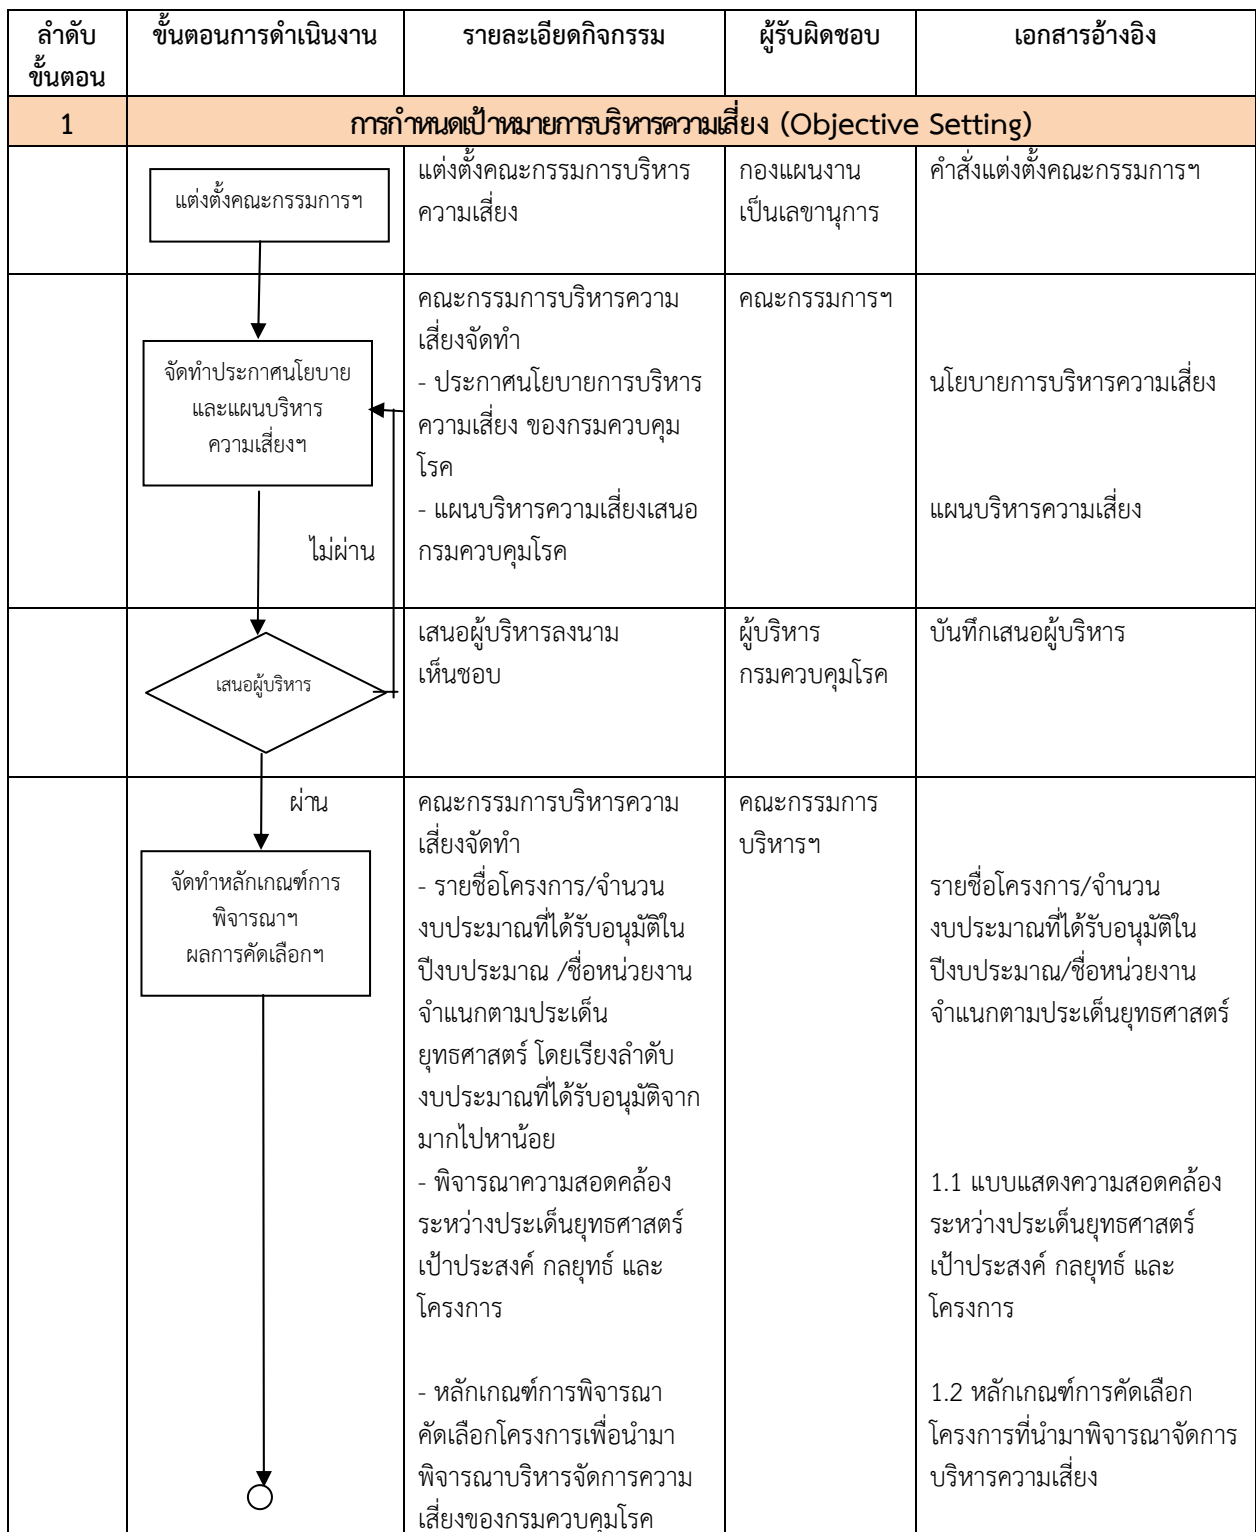 ลำดับ
ขั้นตอน
ขั้นตอนการดำเนินงาน
รายละเอียดกิจกรรม
ผู้รับผิดชอบ
เอกสารอ้างอิง
1
การกำหนดเป้าหมายการบริหารความเสี่ยง (Objective Setting)
แต่งตั้งคณะกรรมการฯ
แต่งตั้งคณะกรรมการบริหาร
ความเสี่ยง
กองแผนงาน
เป็นเลขานุการ
คำสั่งแต่งตั้งคณะกรรมการฯ
จัดทำประกาศนโยบาย
และแผนบริหาร
ความเสี่ยงฯ
ไม่ผ่าน
คณะกรรมการบริหารความ
เสี่ยงจัดทำ
- ประกาศนโยบายการบริหาร
ความเสี่ยง ของกรมควบคุม
โรค
- แผนบริหารความเสี่ยงเสนอ
กรมควบคุมโรค
คณะกรรมการฯ
นโยบายการบริหารความเสี่ยง
แผนบริหารความเสี่ยง
เสนอผู้บริหาร
เสนอผู้บริหารลงนาม
เห็นชอบ
ผู้บริหาร
กรมควบคุมโรค
บันทึกเสนอผู้บริหาร
ผ่าน
จัดทำหลักเกณฑ์การ
พิจารณาฯ
ผลการคัดเลือกฯ
คณะกรรมการบริหารความ
เสี่ยงจัดทำ
- รายชื่อโครงการ/จำนวน
งบประมาณที่ได้รับอนุมัติใน
ปีงบประมาณ /ชื่อหน่วยงาน
จำแนกตามประเด็น
ยุทธศาสตร์ โดยเรียงลำดับ
งบประมาณที่ได้รับอนุมัติจาก
มากไปหาน้อย
- พิจารณาความสอดคล้อง
ระหว่างประเด็นยุทธศาสตร์
เป้าประสงค์ กลยุทธ์ และ
โครงการ
- หลักเกณฑ์การพิจารณา
คัดเลือกโครงการเพื่อนำมา
พิจารณาบริหารจัดการความ
เสี่ยงของกรมควบคุมโรค
คณะกรรมการ
บริหารฯ
รายชื่อโครงการ/จำนวน
งบประมาณที่ได้รับอนุมัติใน
ปีงบประมาณ/ชื่อหน่วยงาน
จำแนกตามประเด็นยุทธศาสตร์
1.1 แบบแสดงความสอดคล้อง
ระหว่างประเด็นยุทธศาสตร์
เป้าประสงค์ กลยุทธ์ และ
โครงการ
1.2 หลักเกณฑ์การคัดเลือก
โครงการที่นำมาพิจารณาจัดการ
บริหารความเสี่ยง